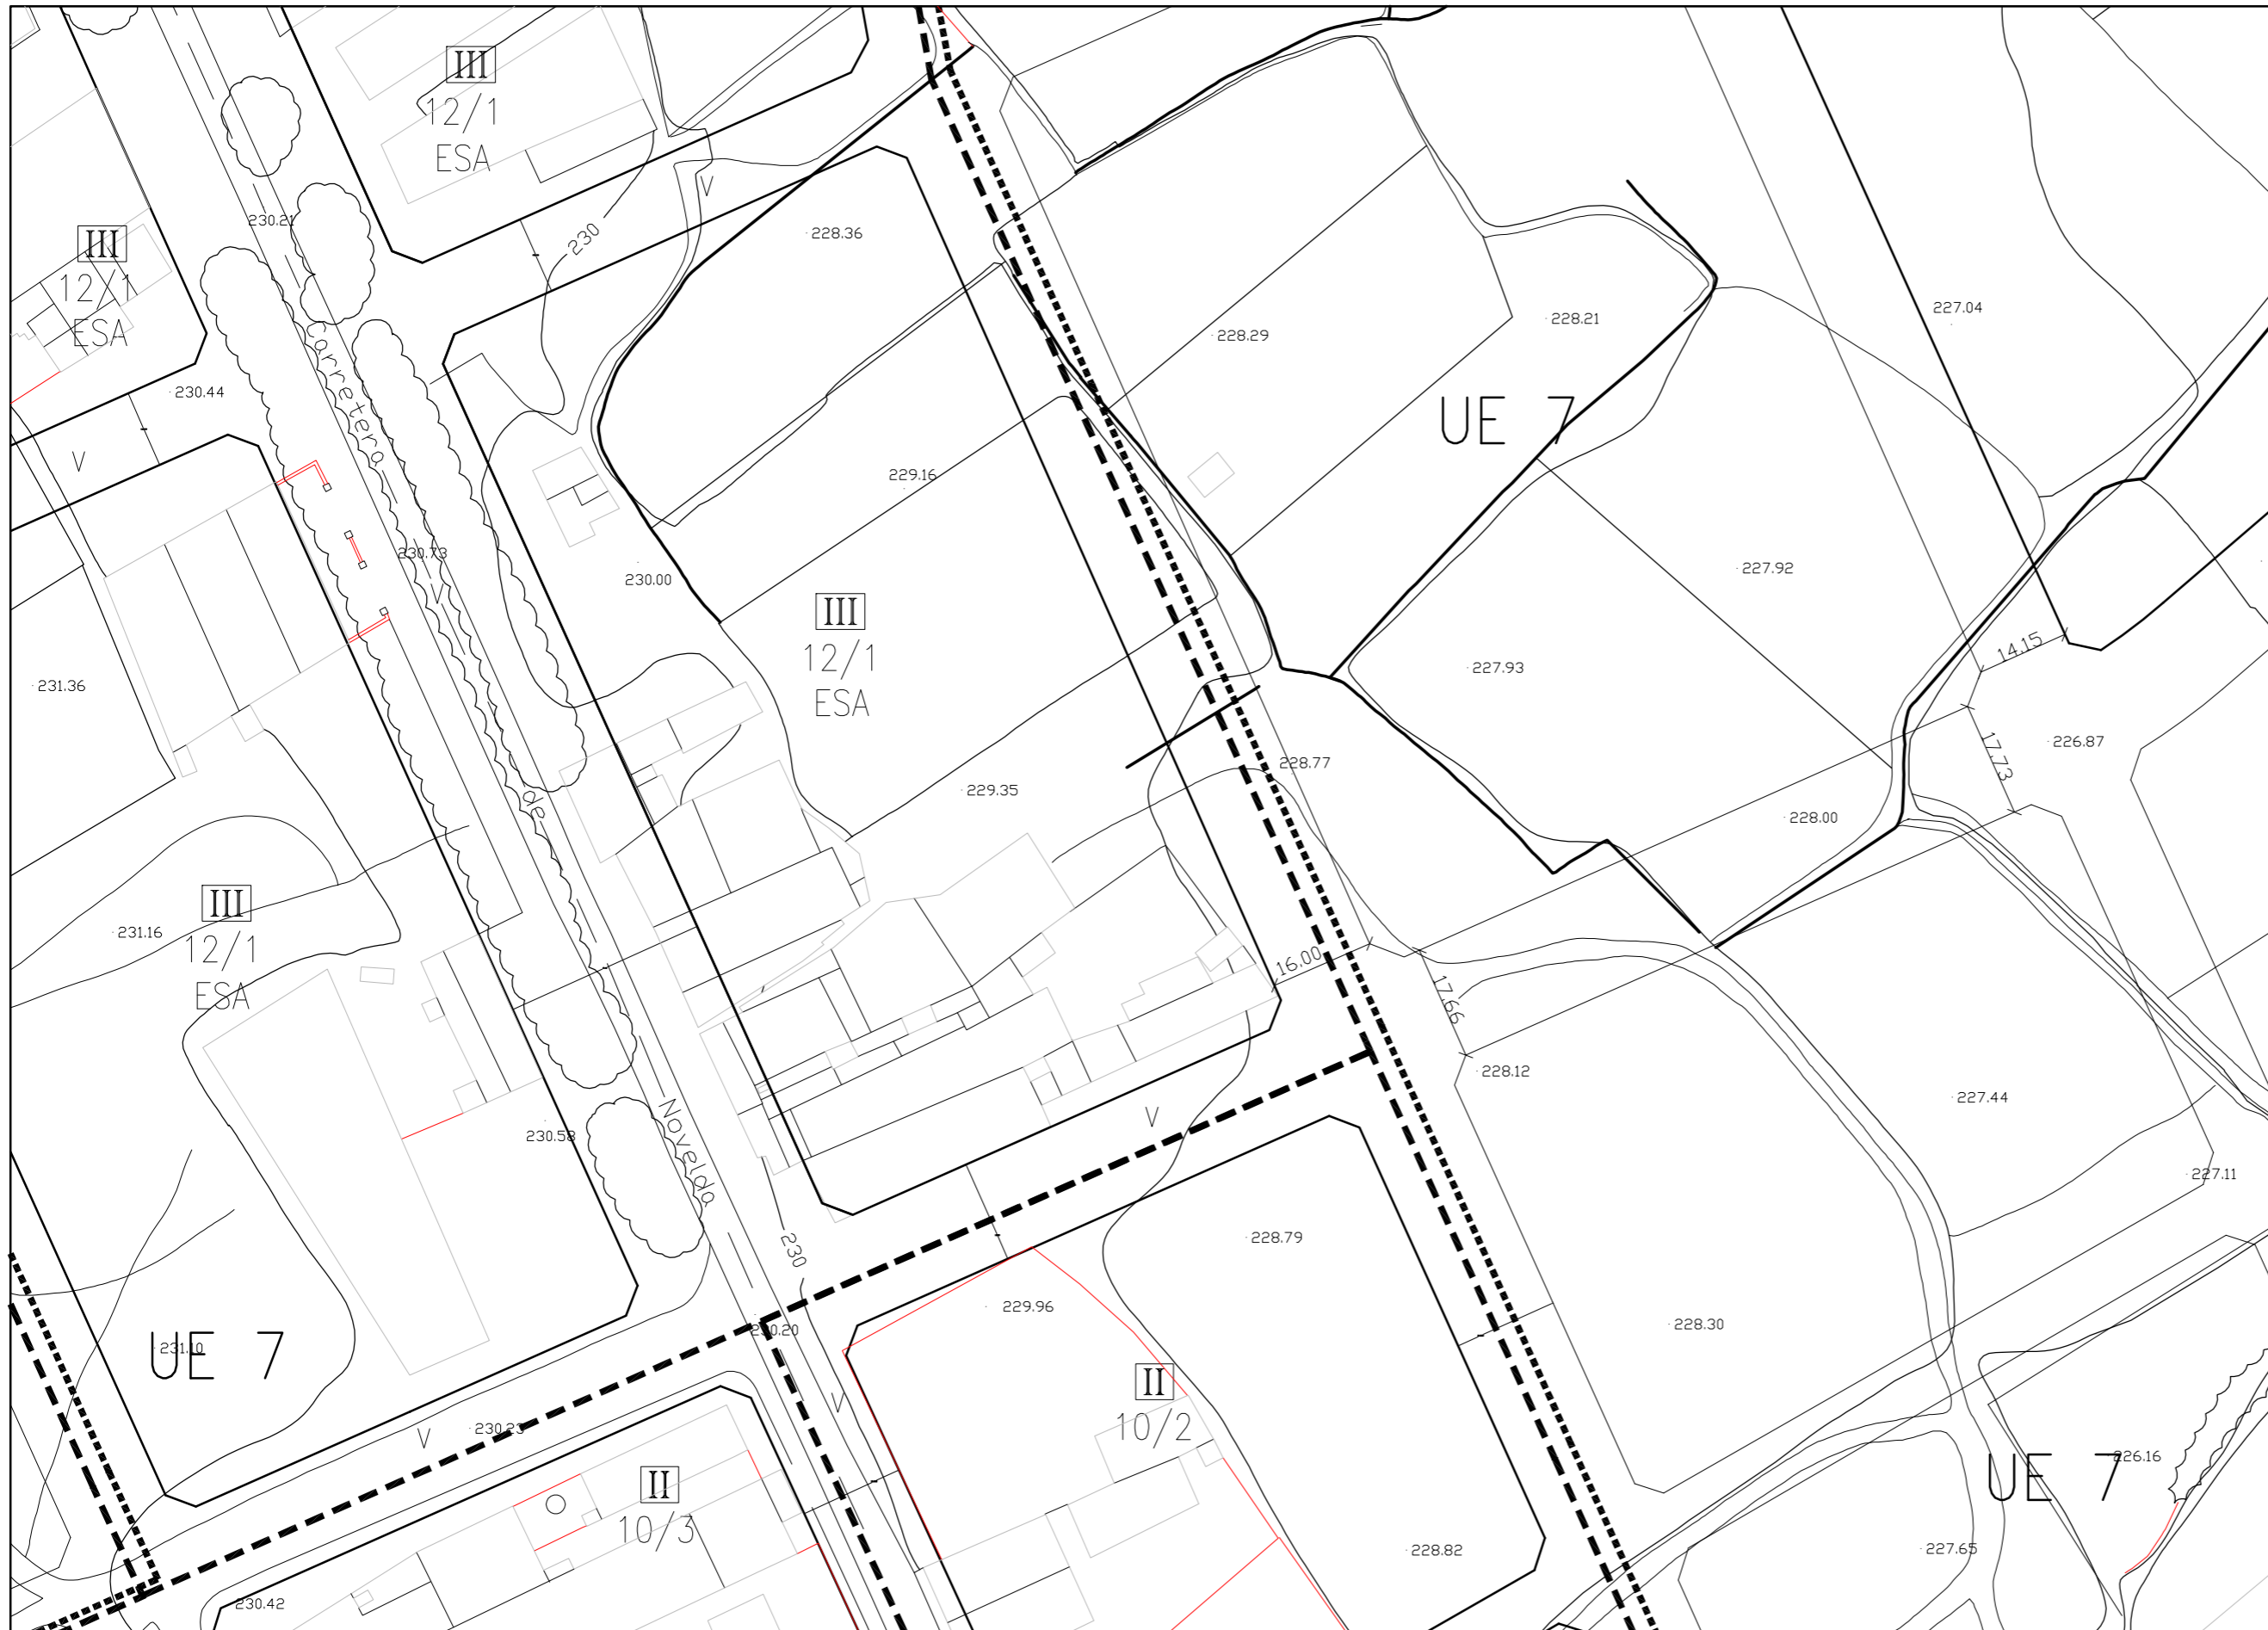 III
12/1
ESA
230.21
III
12/1
ESA
V
230
228.36
228.29
228.21
227.04
230.44
V
Carretera
UE 7
229.16
230.73
V
230.00
227.92
III
12/1
ESA
231.36
227.93
14.15
17.73
226.87
228.77
229.35
228.00
de
III
12/1
ESA
231.16
16.00
17.66
228.12
227.44
V
230.58
Novelda
227.11
230
228.79
229.96
230.20
228.30
UE 7
231.10
V
II
10/2
V
230.23
II
10/3
UE 7
226.16
228.82
227.65
230.42